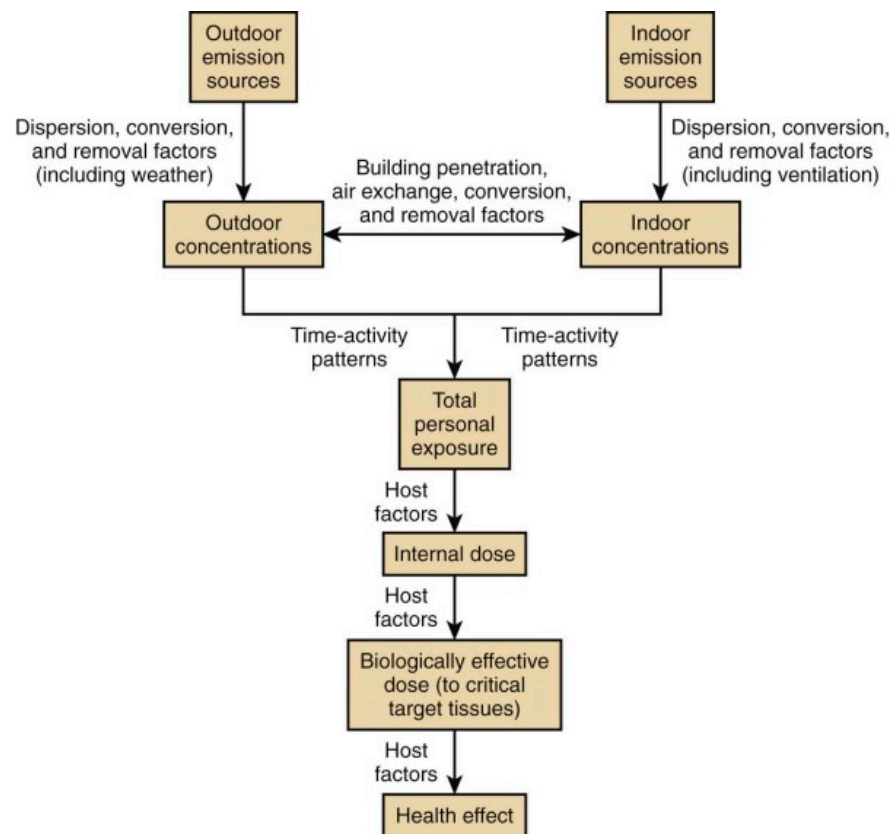 Outdoor
emission
sources
Indoor
emission
sources
Dispersion, conversion,
and removal factors
(including weather)
Dispersion, conversion,
and removal factors
(including ventilation)
Building penetration,
air exchange, conversion,
and removal factors
Outdoor
concentrations
Indoor
concentrations
Time-activity
patterns
Time-activity
patterns
Total
personal
exposure
Host
factors
Internal dose
Host
factors
Biologically effective
dose (to critical
target tissues)
Host
factors
Health effect